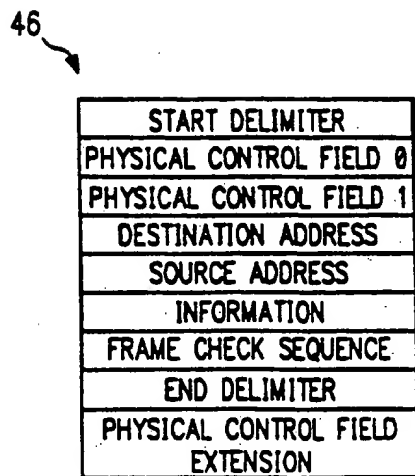 46
START DELIMITER
PHYSICAL CONTROL FIELD 0
PHYSICAL CONTROL FIELD 1
DESTINATION ADDRESS
SOURCE ADDRESS
INFORMATION
FRAME CHECK SEQUENCE
END DELIMITER
PHYSICAL CONTROL FIELD
EXTENSION